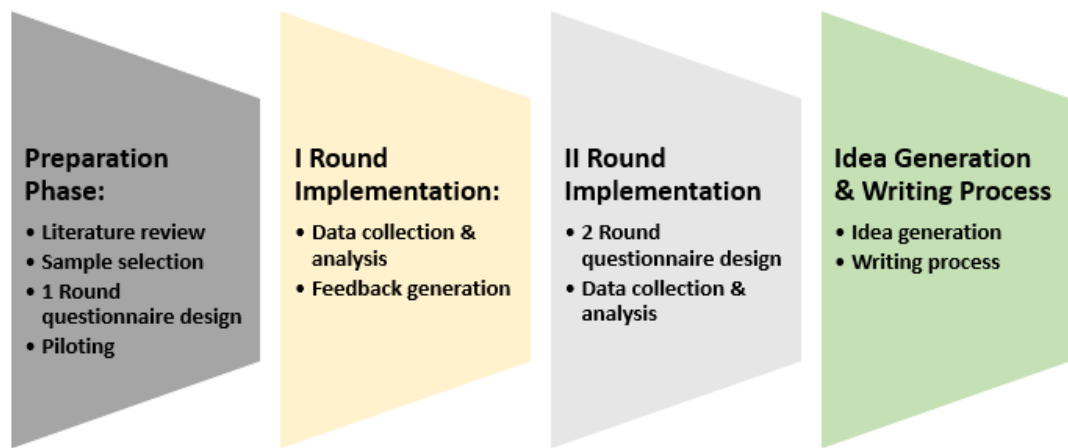 Preparation
Phase:
• Literature review
• Sample selection
• 1 Round
questionnaire design
• Piloting
I Round
Implementation:
• Data collection &
analysis
• Feedback generation
II Round
Implementation
• 2 Round
questionnaire design
• Data collection &
analysis
Idea Generation
& Writing Process
• Idea generation
• Writing process